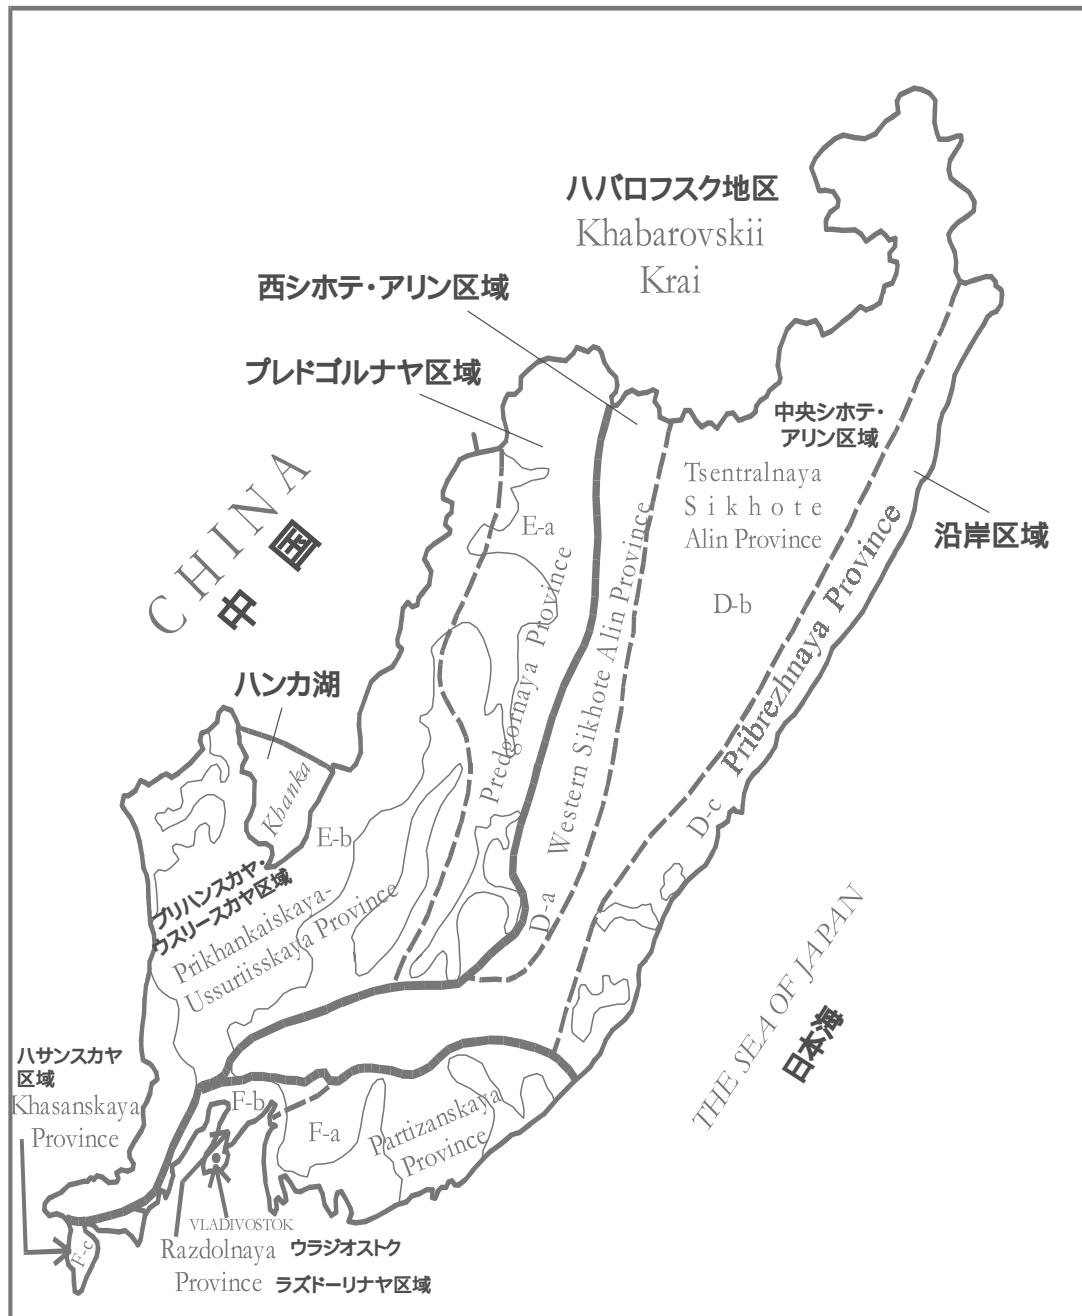 ハバロフスク地区
Khabarovskii
Krai
西シホテ・アリン区域
プレドゴルナヤ区域
中央シホテ・
アリン区域
Tsentralnaya
Sikhote
Alin Province
D-b
沿岸区域
CHINA
中国
E-a
Predgornaya Province
Western Sikhote Alin Province
D-a
Pribrezhnaya Province
D-c
ハンカ湖
Khanka
E-b
プリハンスカヤ・
ウスリースカヤ区域
Prikhankaiskaya-
Ussuriisskaya Province
THE SEA OF JAPAN
日本海
ハサンスカヤ
区域
Khasanskaya
Province
F-b
F-a
Partizanskaya
Province
F-c
VLADIVOSTOK
ウラジオストク
Razdolnaya
Province
ラズドーリナヤ区域